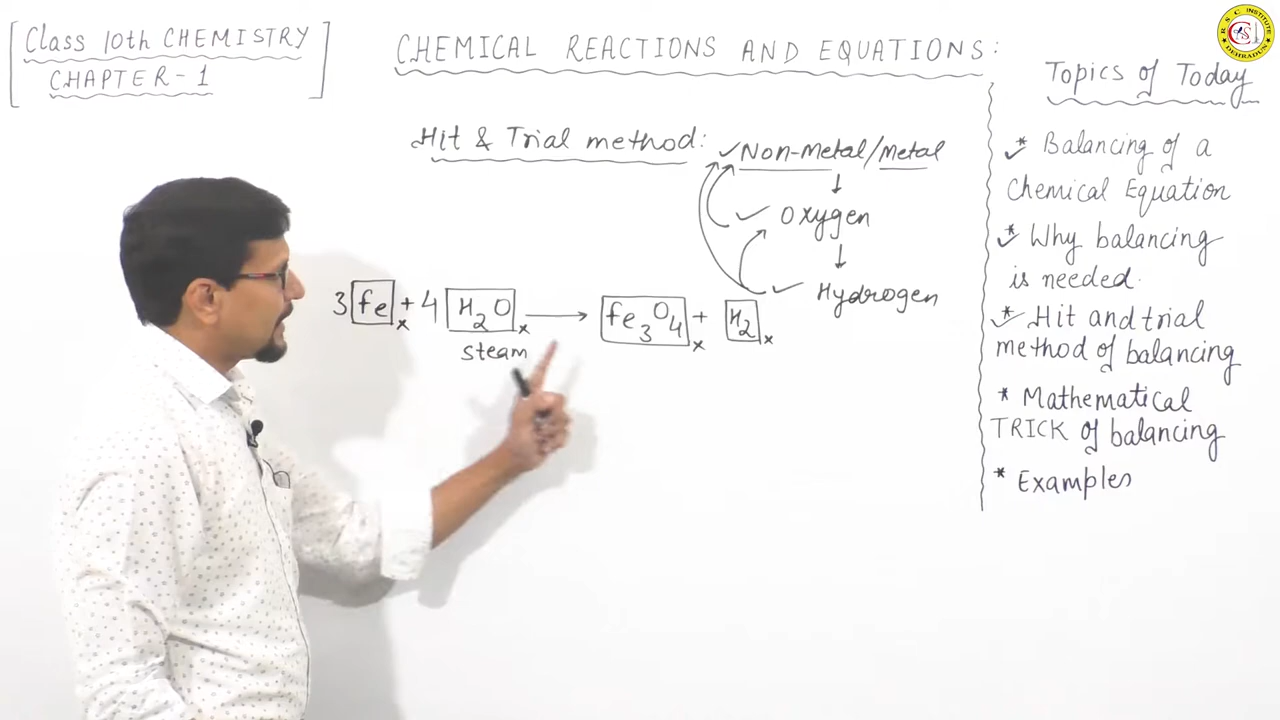 [Class 10th CHEMISTRY
CHAPTER-1]
CHEMICAL REACTIONS AND EQUATIONS:
Hit & Trial method:
Non-Metal/Metal
↓
Oxygen
↓
Hydrogen
3 Fe + 4 H₂O ⟶ Fe₃O₄ + H₂
x x x x
steam
Topics of Today
* Balancing of a
Chemical Equation
* Why balancing
is needed.
* Hit and trial
method of balancing
* Mathematical
TRICK of balancing
* Examples
R S C INSTITUTE
DEHRADUN